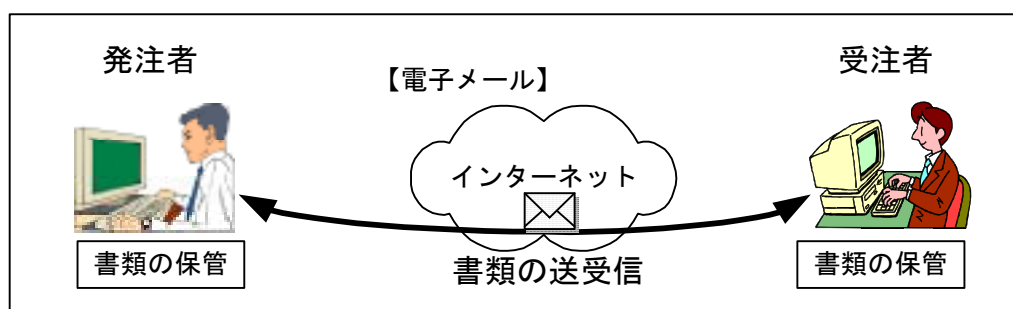 発注者
受注者
【電子メール】
インターネット
書類の送受信
書類の保管
書類の保管